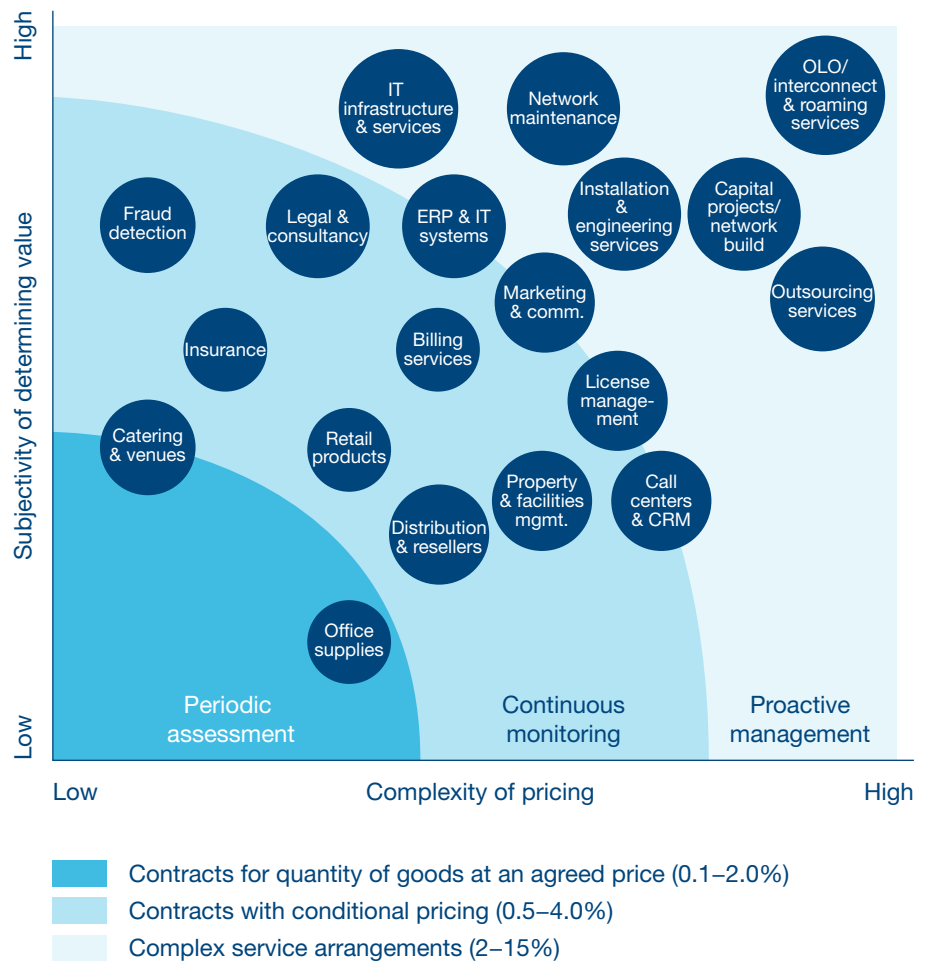 High
Subjectivity of determining value
Low
IT
infrastructure
& services
Network
maintenance
OLO/
interconnect
& roaming
services
Fraud
detection
Legal &
consultancy
ERP & IT
systems
Installation
&
engineering
services
Capital
projects/
network
build
Marketing
& comm.
Outsourcing
services
Insurance
Billing
services
License
manage-
ment
Catering
& venues
Retail
products
Property
& facilities
mgmt.
Call
centers
& CRM
Distribution
& resellers
Office
supplies
Periodic
assessment
Continuous
monitoring
Proactive
management
Low
Complexity of pricing
High
Contracts for quantity of goods at an agreed price (0.1–2.0%)
Contracts with conditional pricing (0.5–4.0%)
Complex service arrangements (2–15%)